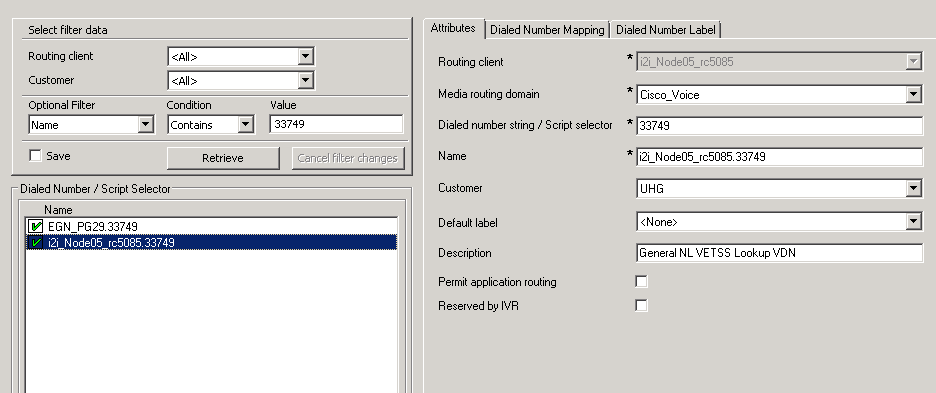 Select filter data
Routing client <All>
Customer <All>
Optional Filter Condition Value
Name Contains 33749
Save Retrieve Cancel filter changes
Dialed Number / Script Selector
Name
EGN_PG29.33749
i2i_Node05_rc5085.33749
Attributes Dialed Number Mapping Dialed Number Label
Routing client * i2i_Node05_rc5085
Media routing domain * Cisco_Voice
Dialed number string / Script selector * 33749
Name * i2i_Node05_rc5085.33749
Customer UHG
Default label <None>
Description General NL VETSS Lookup VDN
Permit application routing
Reserved by IVR